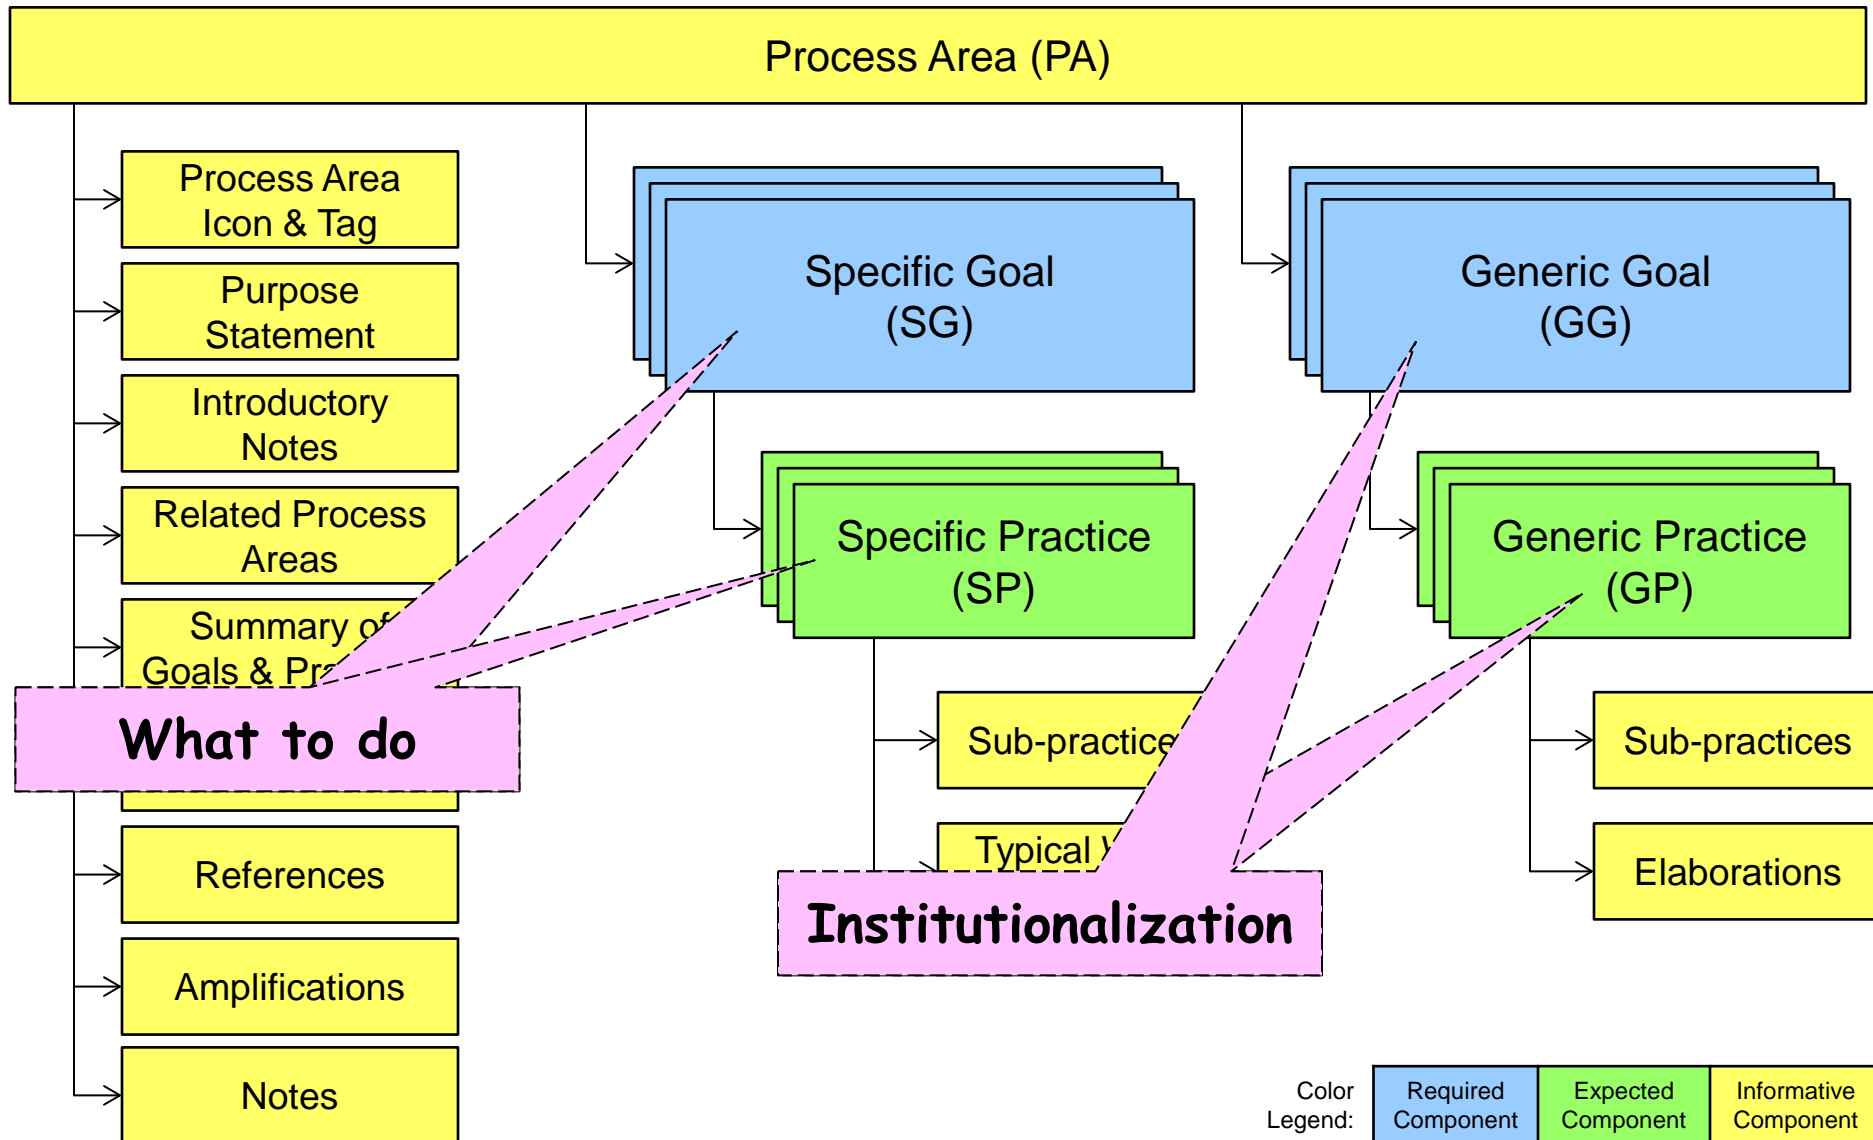 Process Area (PA)
Process Area
Icon & Tag
Purpose
Statement
Introductory
Notes
Related Process
Areas
Summary of
Goals &
What to do
References
Amplifications
Notes
Specific Goal
(SG)
Specific Practice
(SP)
Sub-practice
Typical
Institutionalization
Generic Goal
(GG)
Generic Practice
(GP)
Sub-practices
Elaborations
Color
Legend:
Required
Component
Expected
Component
Informative
Component